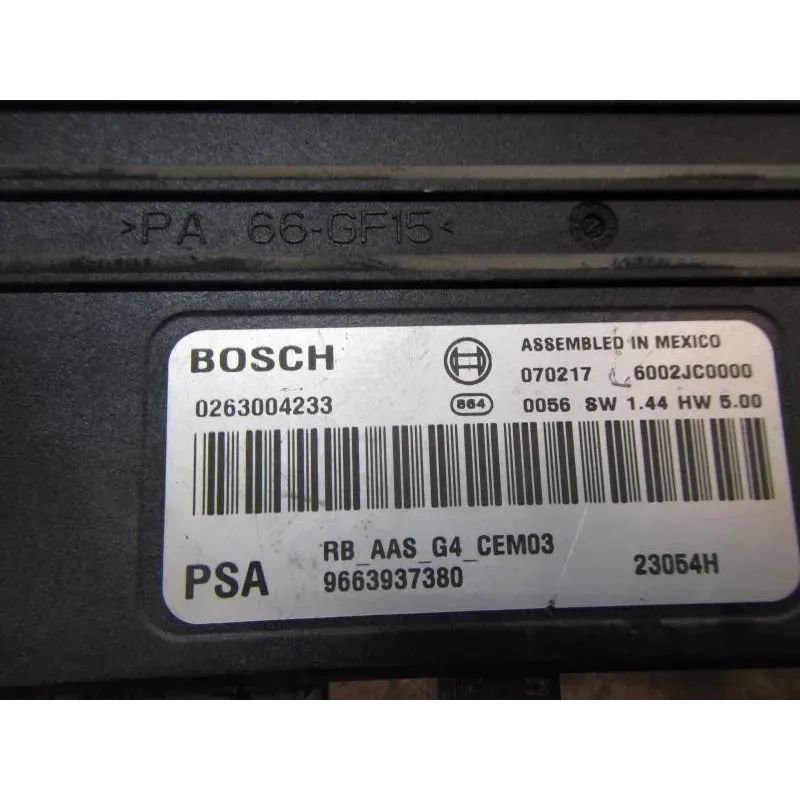 >PA 66-GF15<
BOSCH
ASSEMBLED IN MEXICO
070217 6002JC0000
0263004233
864 0056 SW 1.44 HW 5.00
RB_AAS_G4_CEM03
PSA
9663937380
23054H